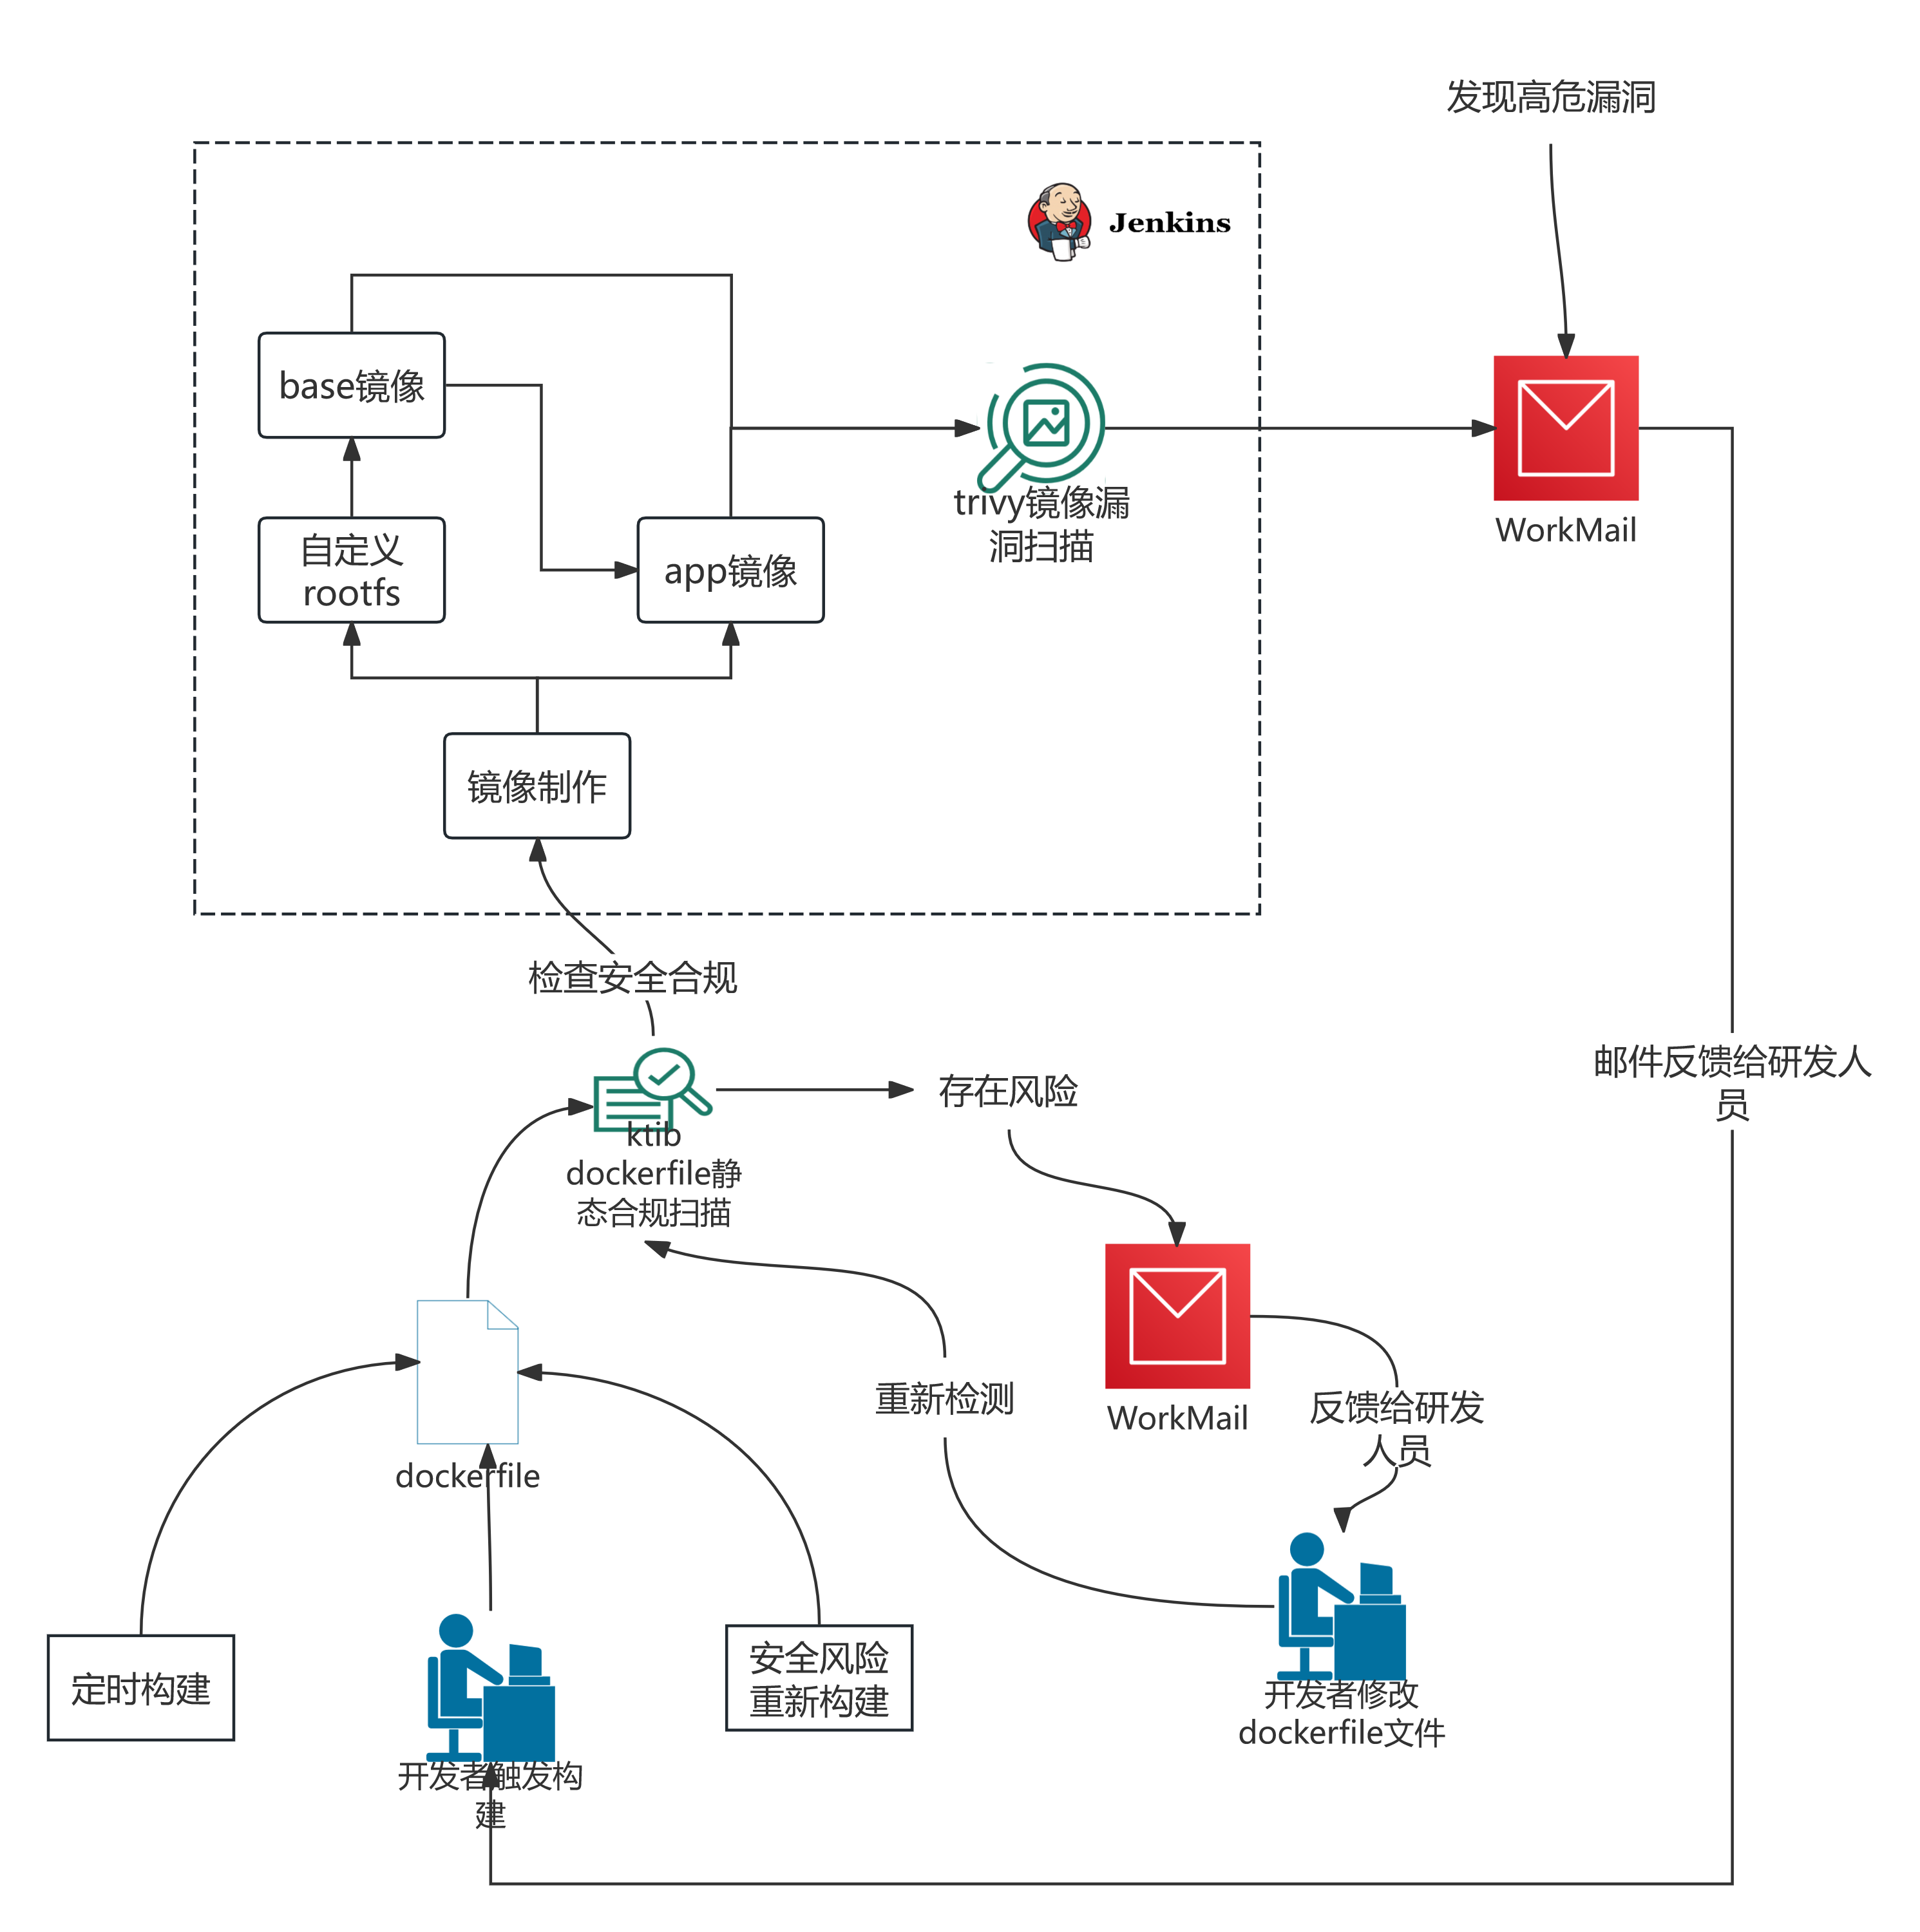 发现高危漏洞
Jenkins
base镜像
trivy镜像漏
洞扫描
WorkMail
自定义
rootfs
app镜像
镜像制作
检查安全合规
邮件反馈给研发人
员
存在风险
ktib
dockerfile静
态合规扫描
重新检测
WorkMail
反馈给研发
人员
dockerfile
定时构建
开发者触发构
建
安全风险
重新构建
开发者修改
dockerfile文件